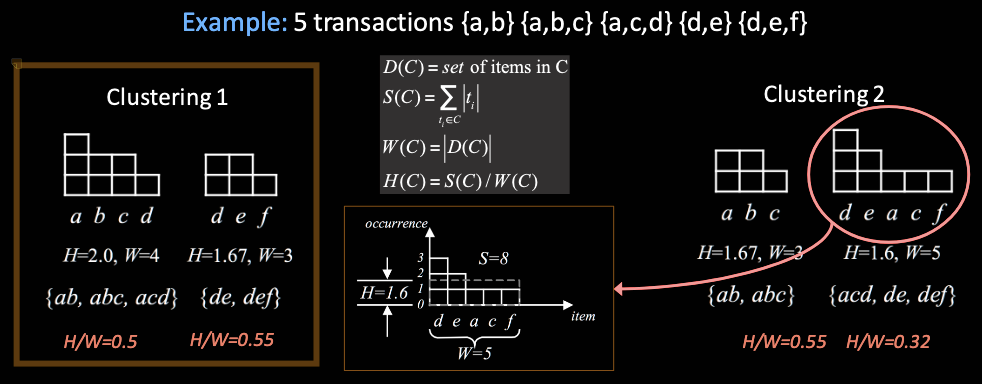 Example: 5 transactions {a,b} {a,b,c} {a,c,d} {d,e} {d,e,f}
Clustering 1
a b c d
d e f
H=2.0, W=4
H=1.67, W=3
{ab, abc, acd}
{de, def}
H/W=0.5
H/W=0.55
D(C) = set of items in C
S(C) = ∑ |t_i|
t_i∈C
W(C) = |D(C)|
H(C) = S(C) / W(C)
occurrence
3
2
1
0
S=8
H=1.6
item
d e a c f
W=5
Clustering 2
a b c
d e a c f
H=1.67, W=3
H=1.6, W=5
{ab, abc}
{acd, de, def}
H/W=0.55
H/W=0.32